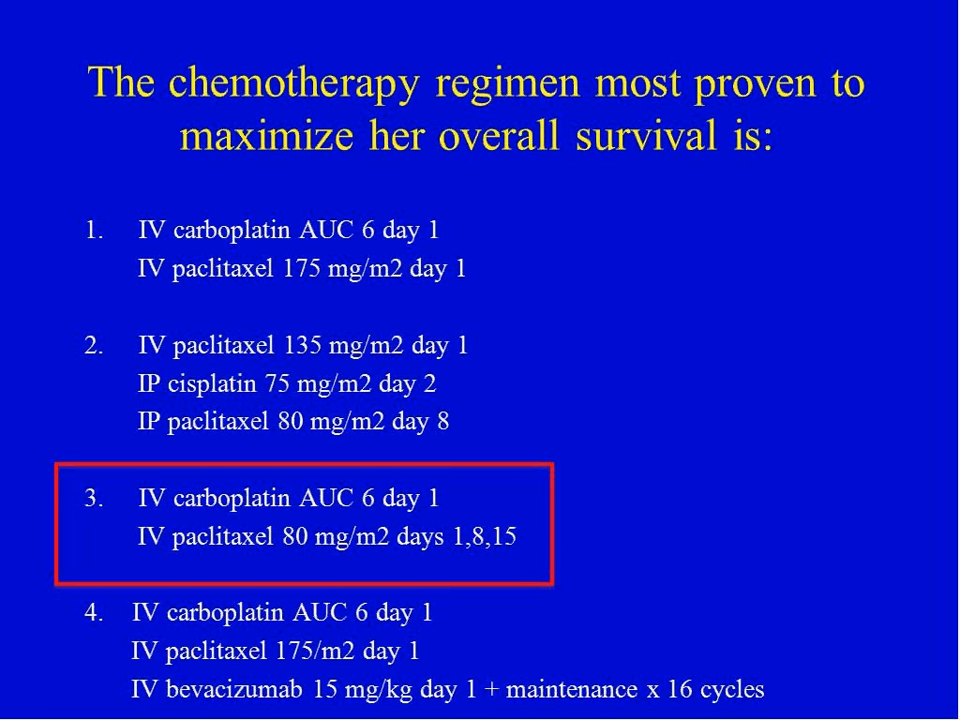 The chemotherapy regimen most proven to
maximize her overall survival is:
1. IV carboplatin AUC 6 day 1
IV paclitaxel 175 mg/m2 day 1
2. IV paclitaxel 135 mg/m2 day 1
IP cisplatin 75 mg/m2 day 2
IP paclitaxel 80 mg/m2 day 8
3. IV carboplatin AUC 6 day 1
IV paclitaxel 80 mg/m2 days 1,8,15
4. IV carboplatin AUC 6 day 1
IV paclitaxel 175/m2 day 1
IV bevacizumab 15 mg/kg day 1 + maintenance x 16 cycles